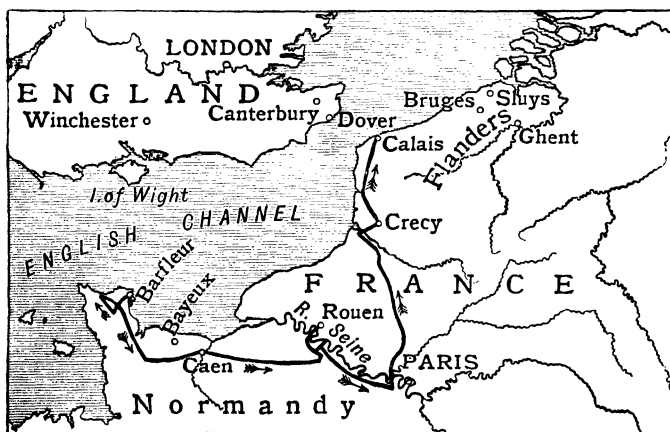 LONDON
ENGLAND
Winchester
Canterbury
Dover
Bruges
Sluys
Flanders
Ghent
Calais
I. of Wight
ENGLISH CHANNEL
Crecy
Barfleur
Bayeux
FRANCE
R. Seine
Rouen
Caen
PARIS
Normandy